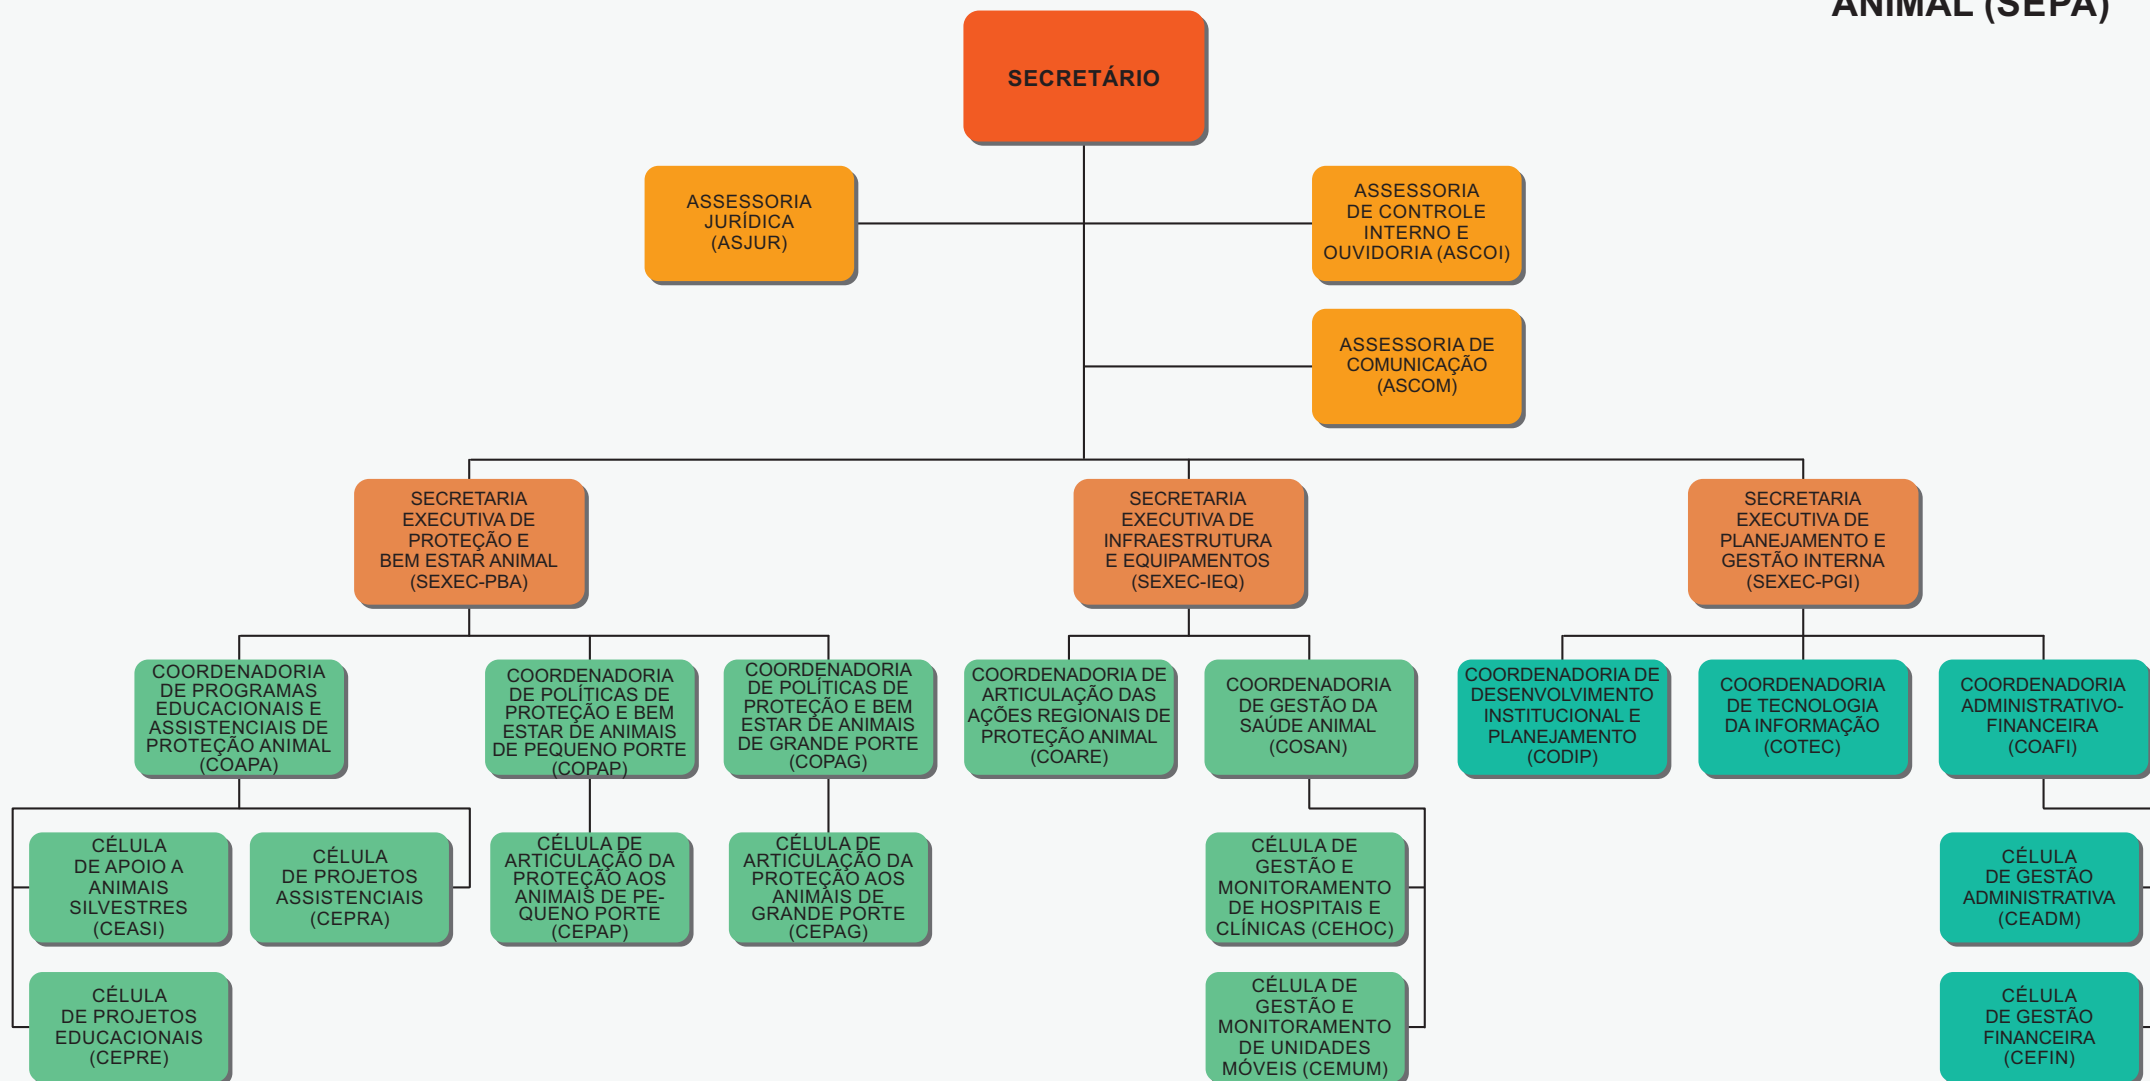 ANIMAL (SEPA)
SECRETÁRIO
ASSESSORIA
JURÍDICA
(ASJUR)
ASSESSORIA
DE CONTROLE
INTERNO E
OUVIDORIA (ASCOI)
ASSESSORIA DE
COMUNICAÇÃO
(ASCOM)
SECRETARIA
EXECUTIVA DE
PROTEÇÃO E
BEM ESTAR ANIMAL
(SEXEC-PBA)
SECRETARIA
EXECUTIVA DE
INFRAESTRUTURA
E EQUIPAMENTOS
(SEXEC-IEQ)
SECRETARIA
EXECUTIVA DE
PLANEJAMENTO E
GESTÃO INTERNA
(SEXEC-PGI)
COORDENADORIA
DE PROGRAMAS
EDUCACIONAIS E
ASSISTENCIAIS DE
PROTEÇÃO ANIMAL
(COAPA)
COORDENADORIA
DE POLÍTICAS DE
PROTEÇÃO E BEM
ESTAR DE ANIMAIS
DE PEQUENO PORTE
(COPAP)
COORDENADORIA
DE POLÍTICAS DE
PROTEÇÃO E BEM
ESTAR DE ANIMAIS
DE GRANDE PORTE
(COPAG)
COORDENADORIA DE
ARTICULAÇÃO DAS
AÇÕES REGIONAIS DE
PROTEÇÃO ANIMAL
(COARE)
COORDENADORIA
DE GESTÃO DA
SAÚDE ANIMAL
(COSAN)
COORDENADORIA DE
DESENVOLVIMENTO
INSTITUCIONAL E
PLANEJAMENTO
(CODIP)
COORDENADORIA
DE TECNOLOGIA
DA INFORMAÇÃO
(COTEC)
COORDENADORIA
ADMINISTRATIVO-
FINANCEIRA
(COAFI)
CÉLULA
DE APOIO A
ANIMAIS
SILVESTRES
(CEASI)
CÉLULA
DE PROJETOS
ASSISTENCIAIS
(CEPRA)
CÉLULA DE
ARTICULAÇÃO DA
PROTEÇÃO AOS
ANIMAIS DE PE-
QUENO PORTE
(CEPAP)
CÉLULA DE
ARTICULAÇÃO DA
PROTEÇÃO AOS
ANIMAIS DE
GRANDE PORTE
(CEPAG)
CÉLULA DE
GESTÃO E
MONITORAMENTO
DE HOSPITAIS E
CLÍNICAS (CEHOC)
CÉLULA
DE GESTÃO
ADMINISTRATIVA
(CEADM)
CÉLULA
DE PROJETOS
EDUCACIONAIS
(CEPRE)
CÉLULA DE
GESTÃO E
MONITORAMENTO
DE UNIDADES
MÓVEIS (CEMUM)
CÉLULA
DE GESTÃO
FINANCEIRA
(CEFIN)